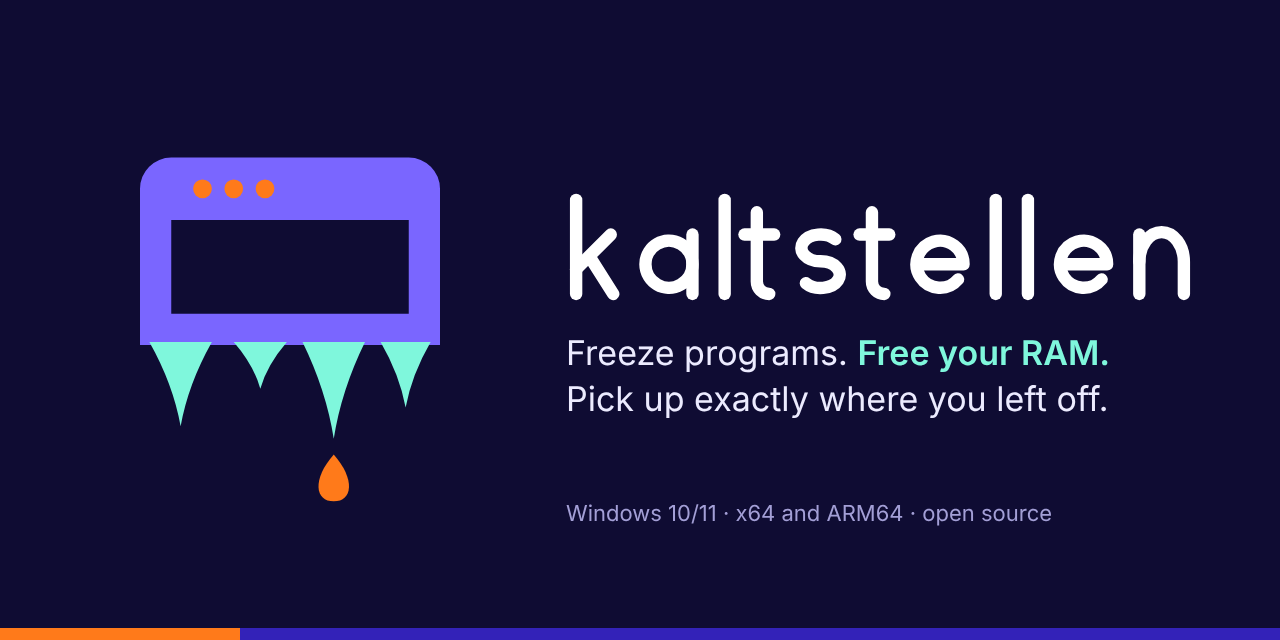 kaltstellen
Freeze programs. Free your RAM.
Pick up exactly where you left off.
Windows 10/11 · x64 and ARM64 · open source